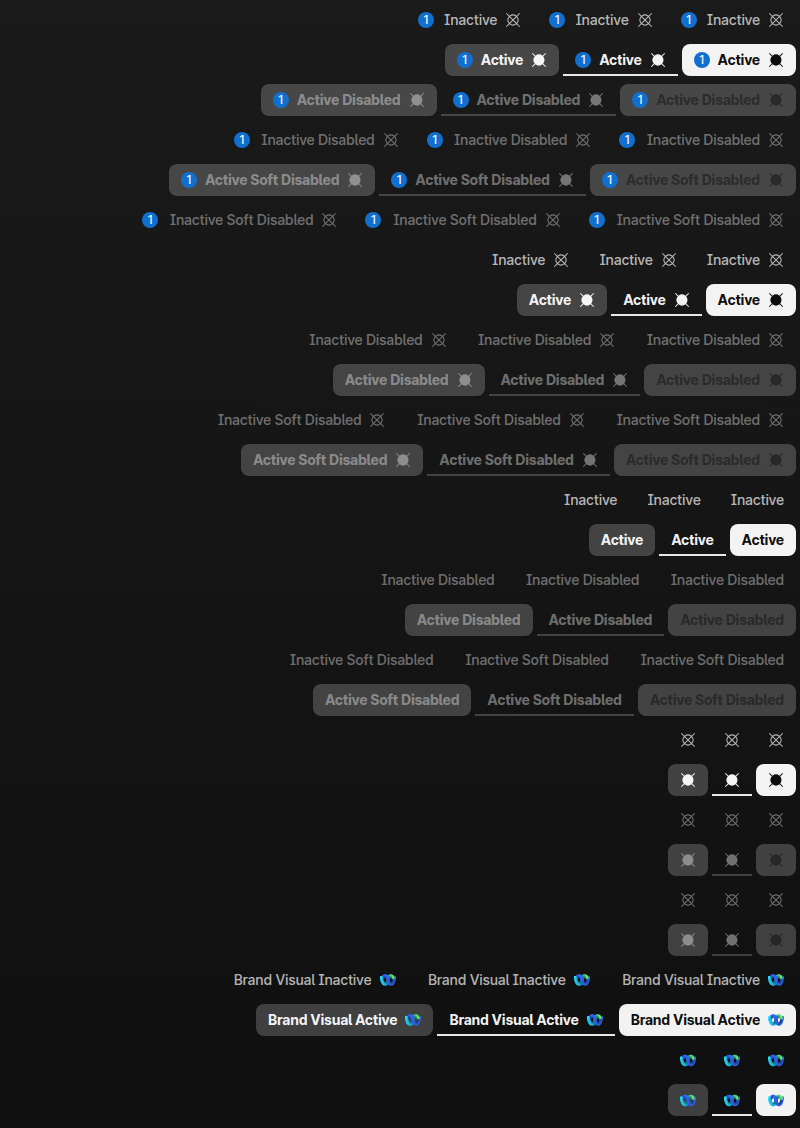 1 Inactive 1 Inactive 1 Inactive
1 Active 1 Active 1 Active
1 Active Disabled 1 Active Disabled 1 Active Disabled
1 Inactive Disabled 1 Inactive Disabled 1 Inactive Disabled
1 Active Soft Disabled 1 Active Soft Disabled 1 Active Soft Disabled
1 Inactive Soft Disabled 1 Inactive Soft Disabled 1 Inactive Soft Disabled
Inactive Inactive Inactive
Active Active Active
Inactive Disabled Inactive Disabled Inactive Disabled
Active Disabled Active Disabled Active Disabled
Inactive Soft Disabled Inactive Soft Disabled Inactive Soft Disabled
Active Soft Disabled Active Soft Disabled Active Soft Disabled
Inactive Inactive Inactive
Active Active Active
Inactive Disabled Inactive Disabled Inactive Disabled
Active Disabled Active Disabled Active Disabled
Inactive Soft Disabled Inactive Soft Disabled Inactive Soft Disabled
Active Soft Disabled Active Soft Disabled Active Soft Disabled
Brand Visual Inactive Brand Visual Inactive Brand Visual Inactive
Brand Visual Active Brand Visual Active Brand Visual Active